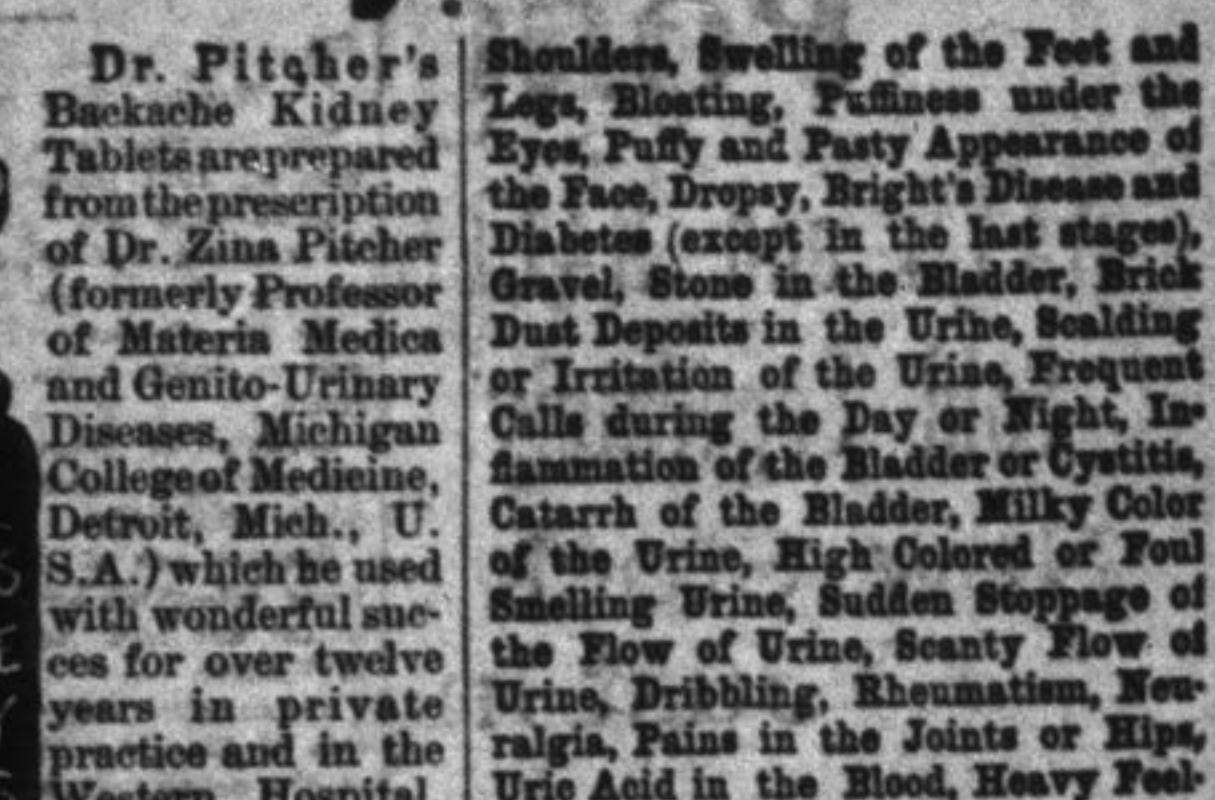 Dr. Pitcher's
Backache Kidney
Tablets are prepared
from the prescription
of Dr. Zina Pitcher
(formerly Professor
of Materia Medica
and Genito-Urinary
Diseases, Michigan
College of Medicine,
Detroit, Mich., U.
S.A.) which he used
with wonderful suc-
ces for over twelve
years in private
practice and in the
Western Hospital,
Shoulders, Swelling of the Feet and
Legs, Bloating, Puffiness under the
Eyes, Puffy and Pasty Appearance of
the Face, Dropsy, Bright's Disease and
Diabetes (except in the last stages),
Gravel, Stone in the Bladder, Brick
Dust Deposits in the Urine, Scalding
or Irritation of the Urine, Frequent
Calls during the Day or Night, In-
flammation of the Bladder or Cystitis,
Catarrh of the Bladder, Milky Color
of the Urine, High Colored or Foul
Smelling Urine, Sudden Stoppage of
the Flow of Urine, Scanty Flow of
Urine, Dribbling, Rheumatism, Neu-
ralgia, Pains in the Joints or Hips,
Uric Acid in the Blood, Heavy Feel-